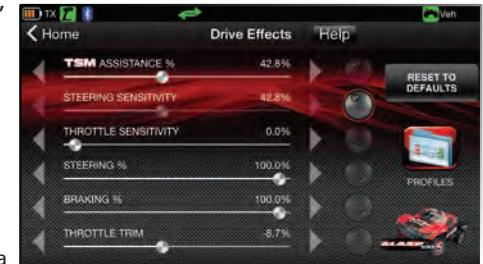 ,
TX
Veh
Home
Drive Effects
Help
TSM ASSISTANCE % 42.8%
RESET TO
DEFAULTS
STEERING SENSITIVITY 42.8%
THROTTLE SENSITIVITY 0.0%
STEERING % 100.0%
PROFILES
BRAKING % 100.0%
THROTTLE TRIM -8.7%
SLASH
a